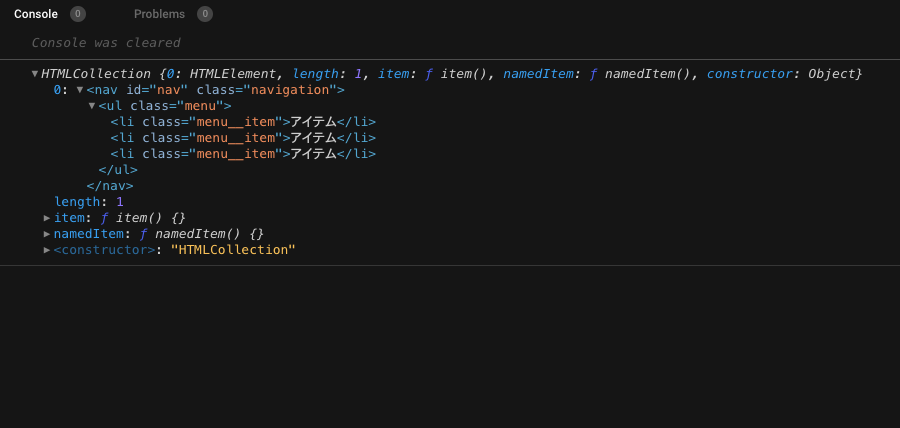 Console 0 Problems 0
Console was cleared
▼HTMLCollection {0: HTMLElement, length: 1, item: ƒ item(), namedItem: ƒ namedItem(), constructor: Object}
0: ▼<nav id="nav" class="navigation">
▼<ul class="menu">
<li class="menu__item">アイテム</li>
<li class="menu__item">アイテム</li>
<li class="menu__item">アイテム</li>
</ul>
</nav>
length: 1
▶item: ƒ item() {}
▶namedItem: ƒ namedItem() {}
▶<constructor>: "HTMLCollection"